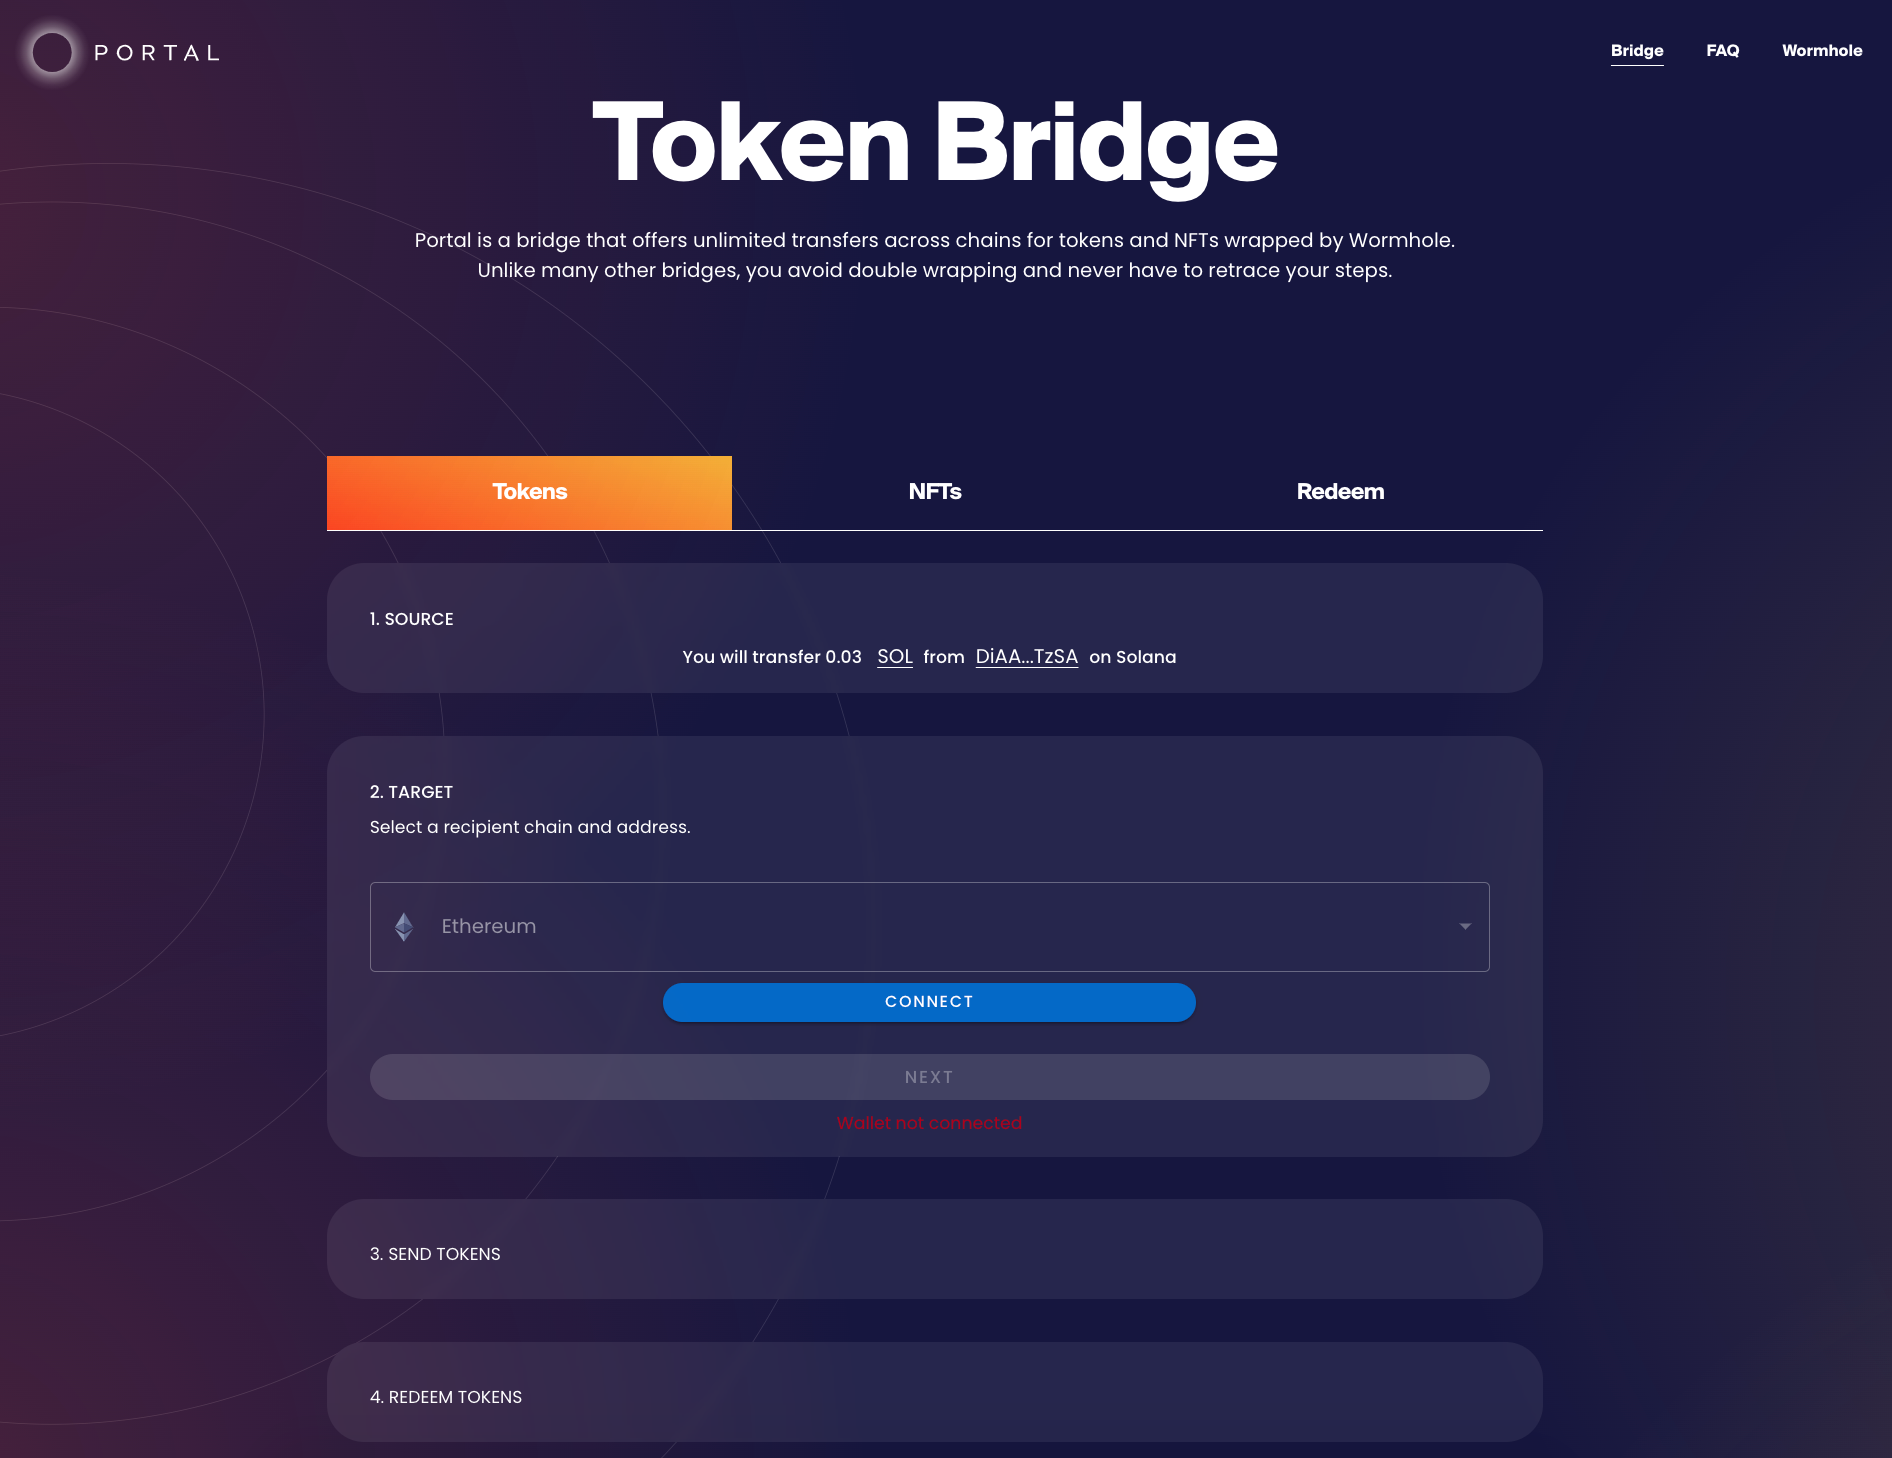 PORTAL
Bridge
FAQ
Wormhole
Token Bridge
Portal is a bridge that offers unlimited transfers across chains for tokens and NFTs wrapped by Wormhole.
Unlike many other bridges, you avoid double wrapping and never have to retrace your steps.
Tokens
NFTs
Redeem
1. SOURCE
You will transfer 0.03 SOL from DiAA...TzSA on Solana
2. TARGET
Select a recipient chain and address.
Ethereum
CONNECT
NEXT
Wallet not connected
3. SEND TOKENS
4. REDEEM TOKENS